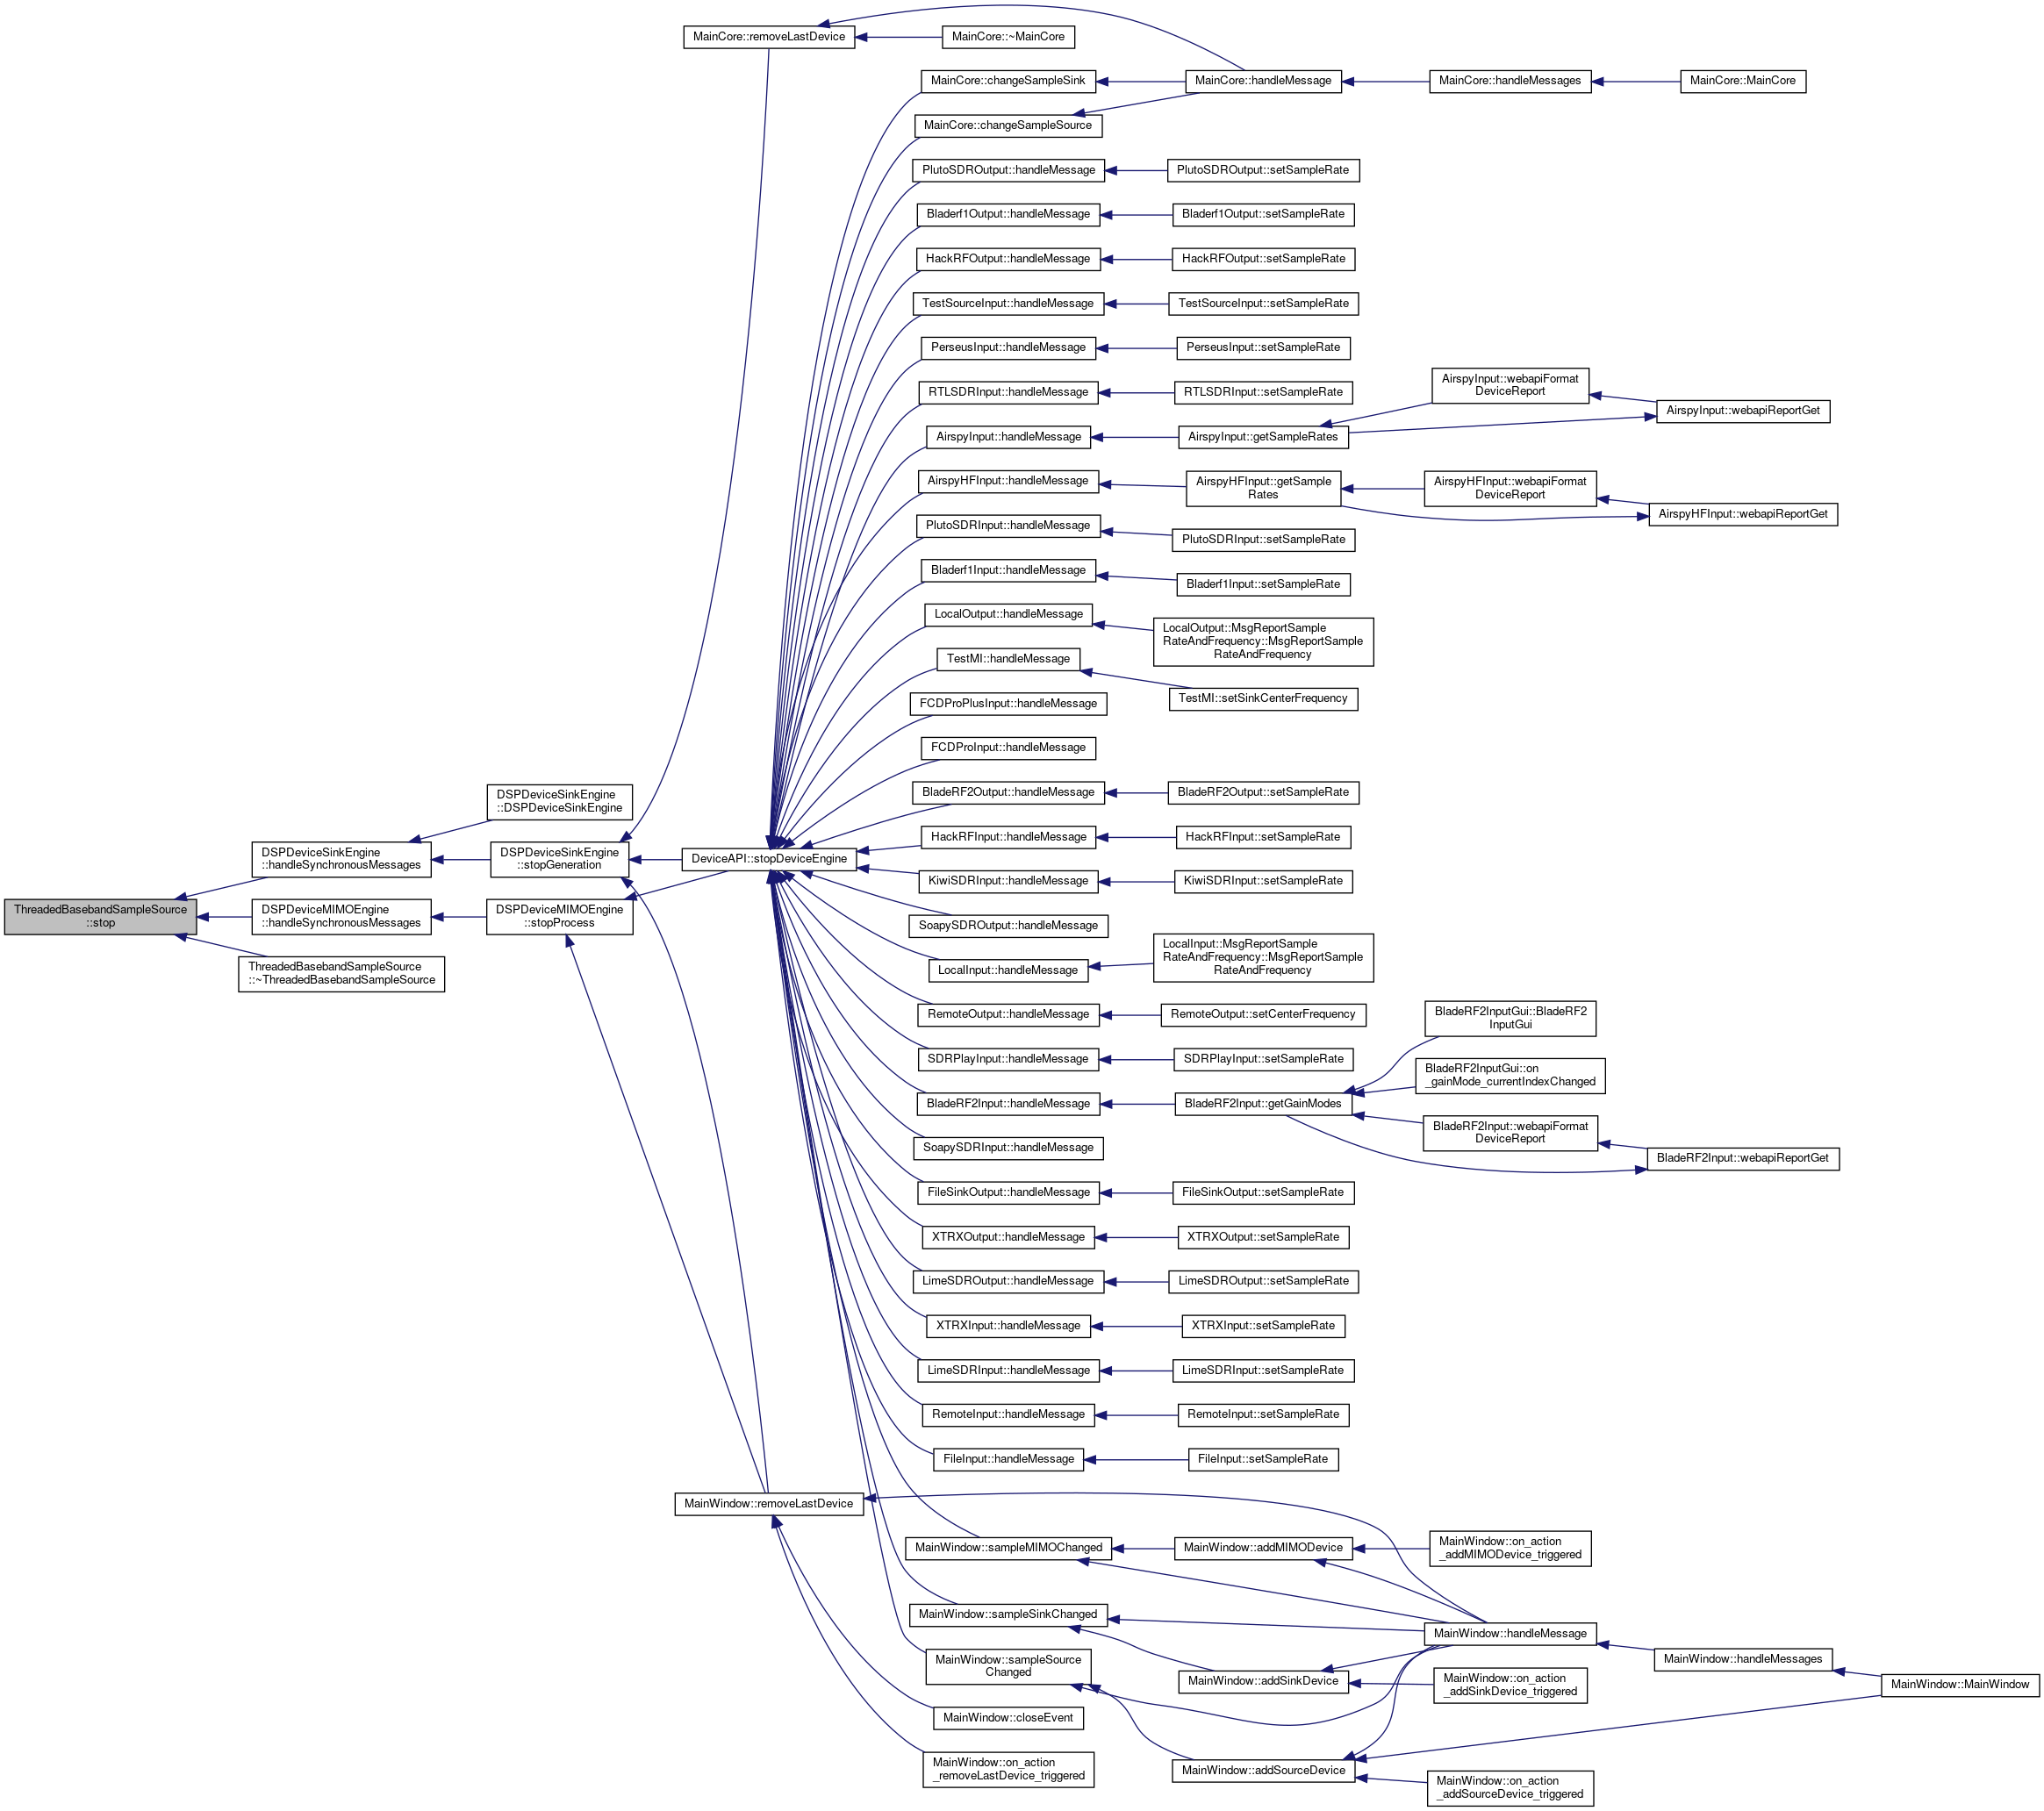 MainCore::removeLastDevice
MainCore::~MainCore
MainCore::changeSampleSink
MainCore::handleMessage
MainCore::handleMessages
MainCore::MainCore
MainCore::changeSampleSource
PlutoSDROutput::handleMessage
PlutoSDROutput::setSampleRate
Bladerf1Output::handleMessage
Bladerf1Output::setSampleRate
HackRFOutput::handleMessage
HackRFOutput::setSampleRate
TestSourceInput::handleMessage
TestSourceInput::setSampleRate
PerseusInput::handleMessage
PerseusInput::setSampleRate
RTLSDRInput::handleMessage
RTLSDRInput::setSampleRate
AirspyInput::webapiFormat
DeviceReport
AirspyInput::webapiReportGet
AirspyInput::handleMessage
AirspyInput::getSampleRates
AirspyHFInput::handleMessage
AirspyHFInput::getSample
Rates
AirspyHFInput::webapiFormat
DeviceReport
AirspyHFInput::webapiReportGet
PlutoSDRInput::handleMessage
PlutoSDRInput::setSampleRate
Bladerf1Input::handleMessage
Bladerf1Input::setSampleRate
LocalOutput::handleMessage
LocalOutput::MsgReportSample
RateAndFrequency::MsgReportSample
RateAndFrequency
TestMI::handleMessage
TestMI::setSinkCenterFrequency
FCDProPlusInput::handleMessage
FCDProInput::handleMessage
BladeRF2Output::handleMessage
BladeRF2Output::setSampleRate
DSPDeviceSinkEngine
::DSPDeviceSinkEngine
HackRFInput::handleMessage
HackRFInput::setSampleRate
DSPDeviceSinkEngine
::handleSynchronousMessages
DSPDeviceSinkEngine
::stopGeneration
DeviceAPI::stopDeviceEngine
KiwiSDRInput::handleMessage
KiwiSDRInput::setSampleRate
ThreadedBasebandSampleSource
::stop
DSPDeviceMIMOEngine
::handleSynchronousMessages
DSPDeviceMIMOEngine
::stopProcess
SoapySDROutput::handleMessage
ThreadedBasebandSampleSource
::~ThreadedBasebandSampleSource
LocalInput::handleMessage
LocalInput::MsgReportSample
RateAndFrequency::MsgReportSample
RateAndFrequency
RemoteOutput::handleMessage
RemoteOutput::setCenterFrequency
BladeRF2InputGui::BladeRF2
InputGui
SDRPlayInput::handleMessage
SDRPlayInput::setSampleRate
BladeRF2InputGui::on
_gainMode_currentIndexChanged
BladeRF2Input::handleMessage
BladeRF2Input::getGainModes
BladeRF2Input::webapiFormat
DeviceReport
BladeRF2Input::webapiReportGet
SoapySDRInput::handleMessage
FileSinkOutput::handleMessage
FileSinkOutput::setSampleRate
XTRXOutput::handleMessage
XTRXOutput::setSampleRate
LimeSDROutput::handleMessage
LimeSDROutput::setSampleRate
XTRXInput::handleMessage
XTRXInput::setSampleRate
LimeSDRInput::handleMessage
LimeSDRInput::setSampleRate
RemoteInput::handleMessage
RemoteInput::setSampleRate
FileInput::handleMessage
FileInput::setSampleRate
MainWindow::removeLastDevice
MainWindow::sampleMIMOChanged
MainWindow::addMIMODevice
MainWindow::on_action
_addMIMODevice_triggered
MainWindow::sampleSinkChanged
MainWindow::handleMessage
MainWindow::handleMessages
MainWindow::MainWindow
MainWindow::sampleSource
Changed
MainWindow::addSinkDevice
MainWindow::on_action
_addSinkDevice_triggered
MainWindow::closeEvent
MainWindow::on_action
_removeLastDevice_triggered
MainWindow::addSourceDevice
MainWindow::on_action
_addSourceDevice_triggered